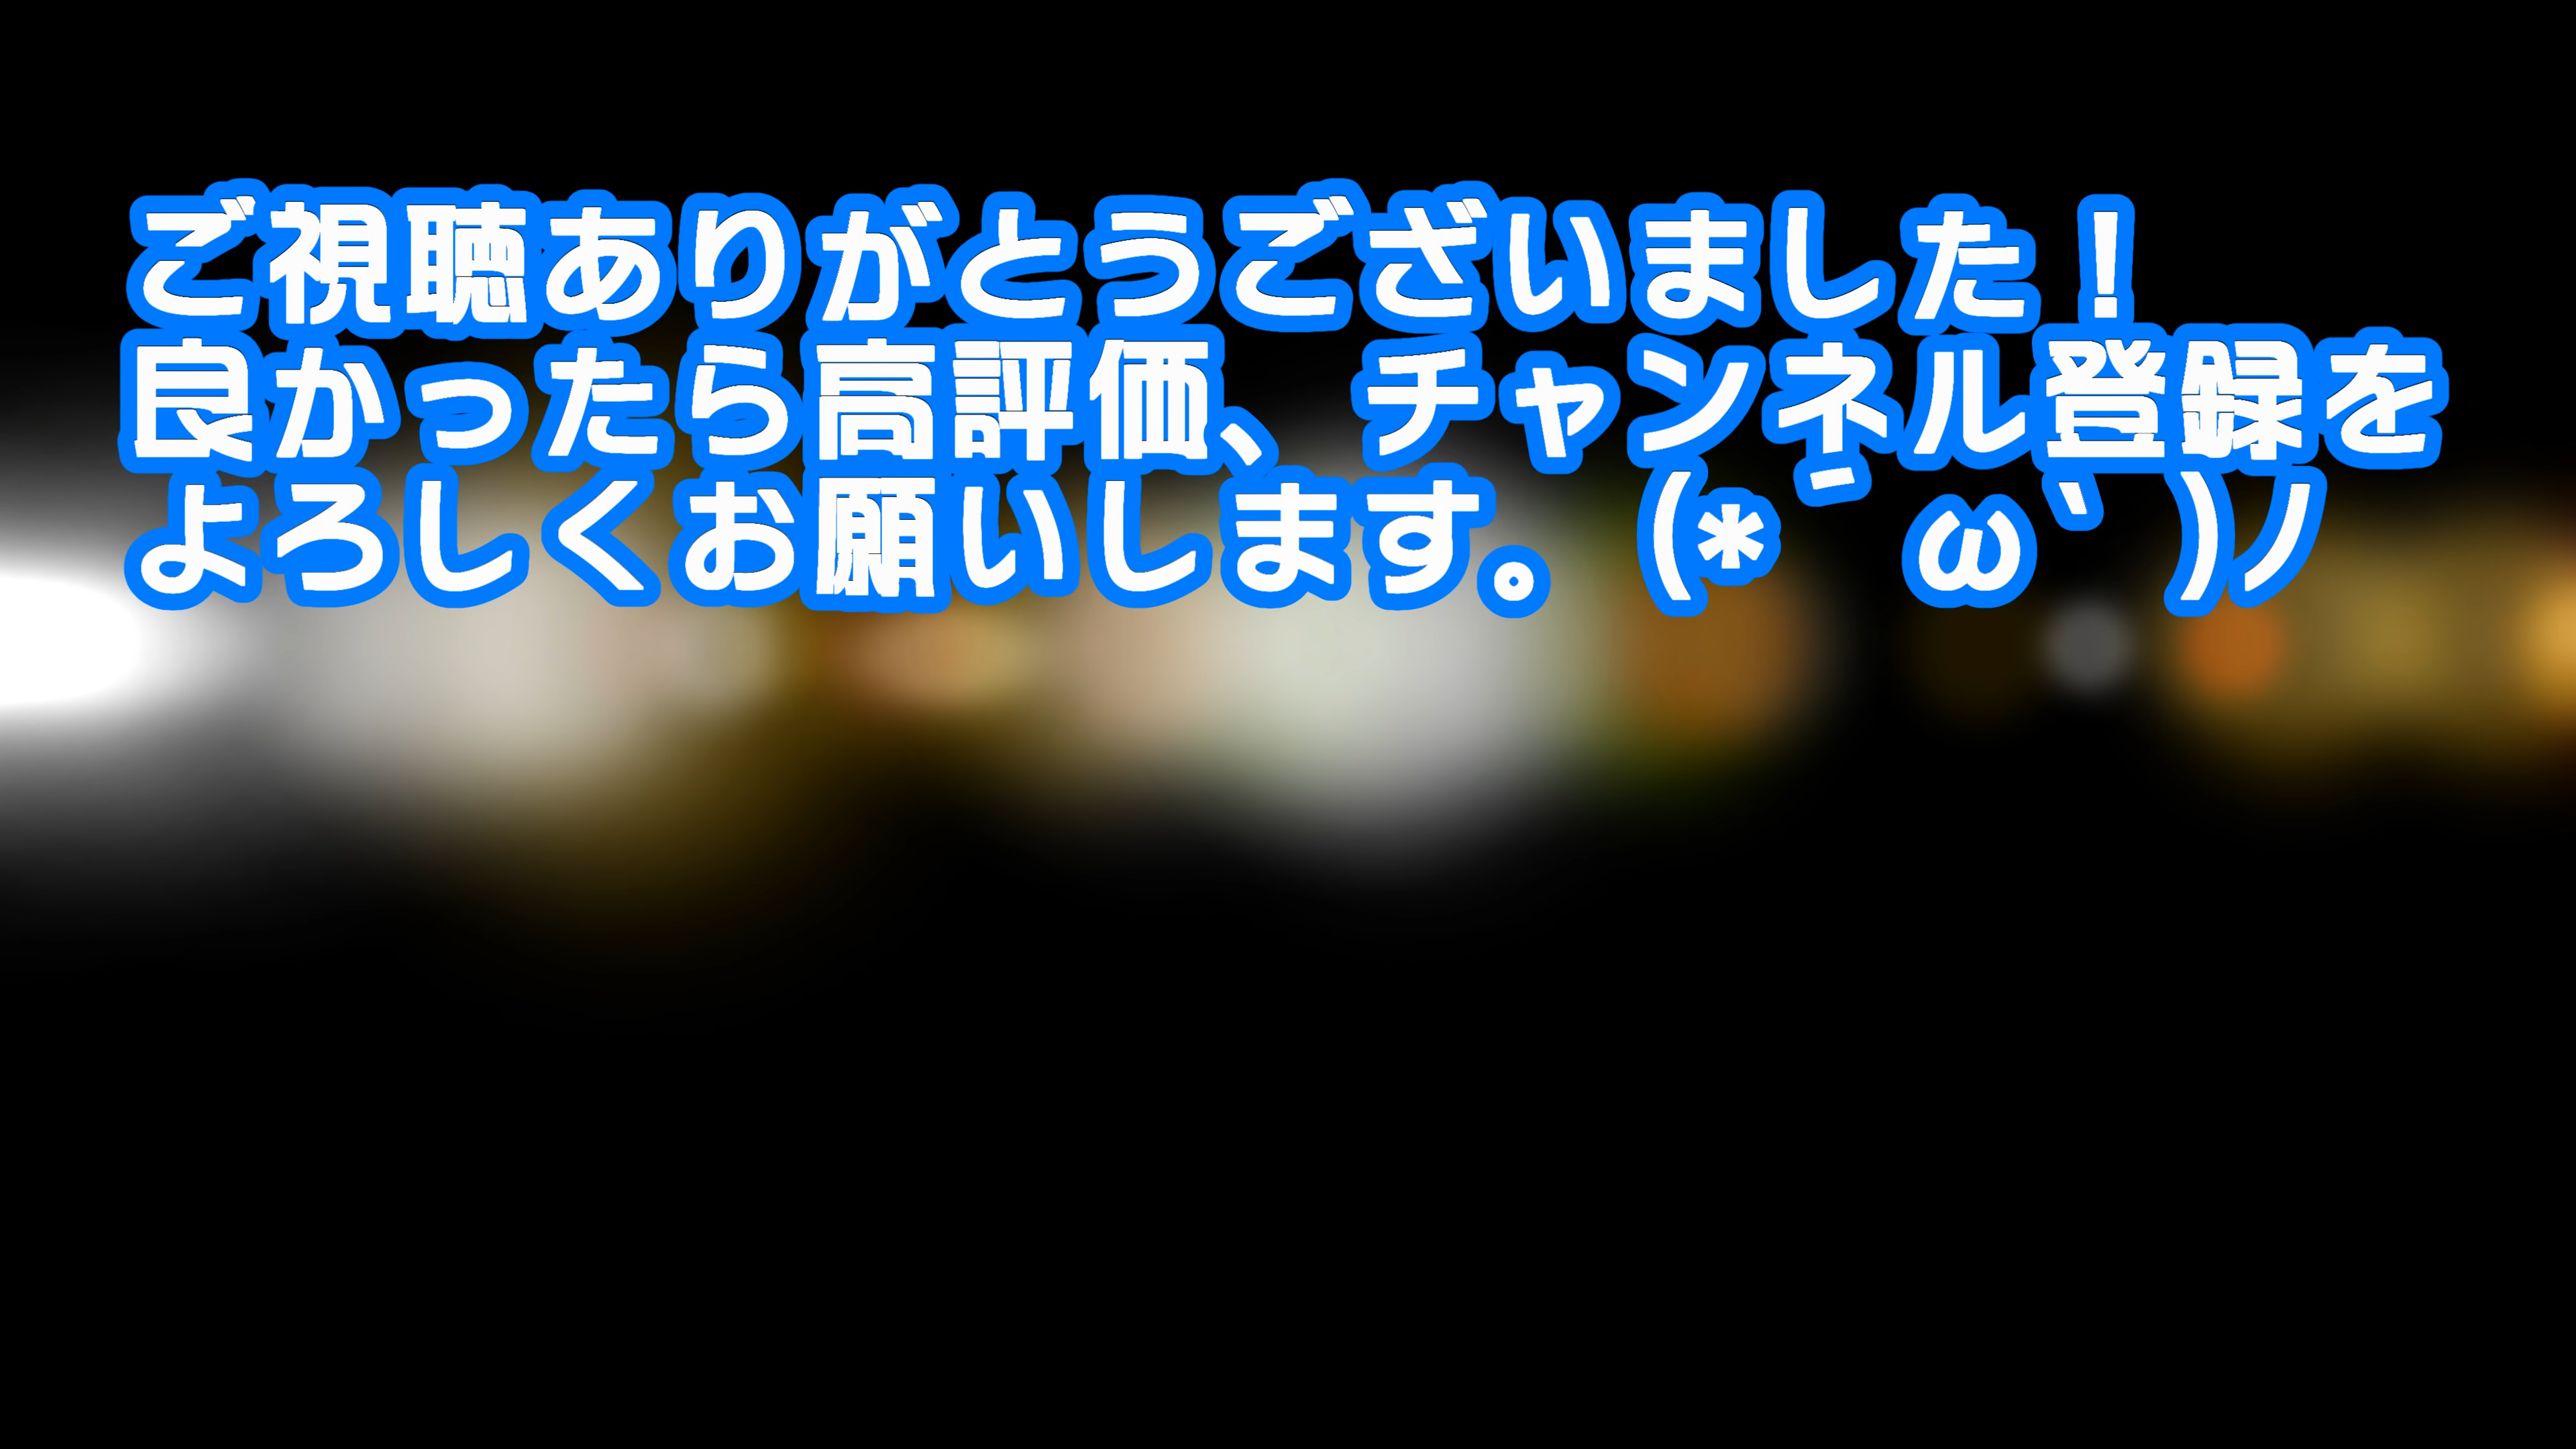 ご視聴ありがとうございました！
良かったら高評価、チャンネル登録を
よろしくお願いします。(*´ω`)ﾉ